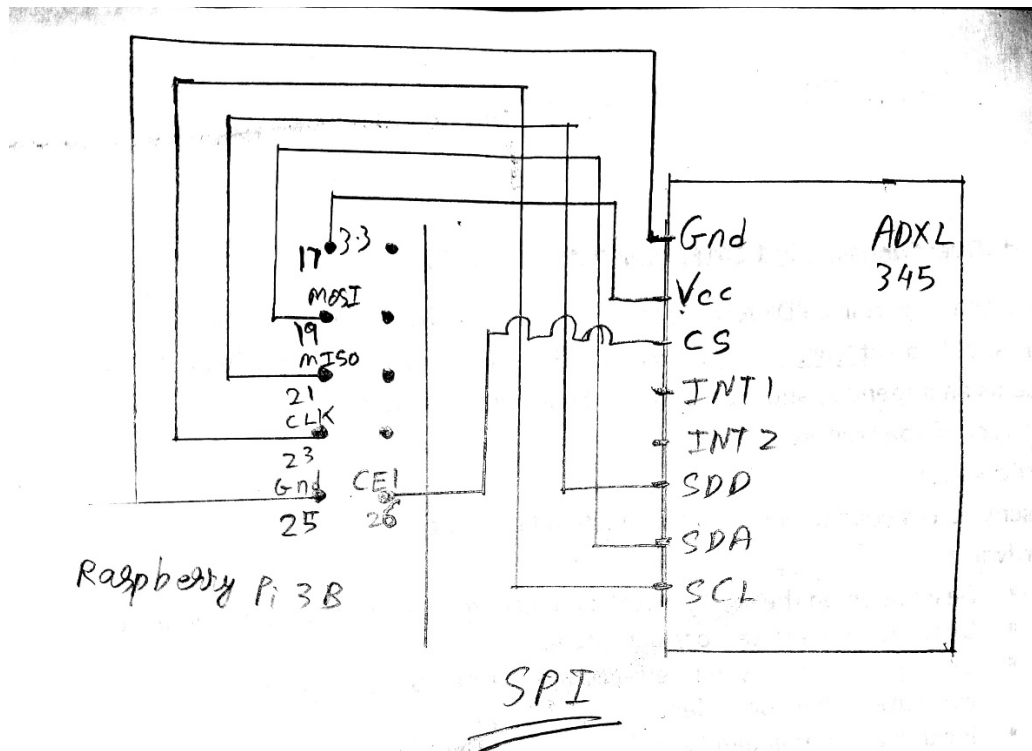 17 3.3
MOSI
19
MISO
21
CLK
23
Gnd CE1
25 26
Raspberry Pi 3B
Gnd
ADXL
345
Vcc
CS
INT1
INT2
SDD
SDA
SCL
SPI